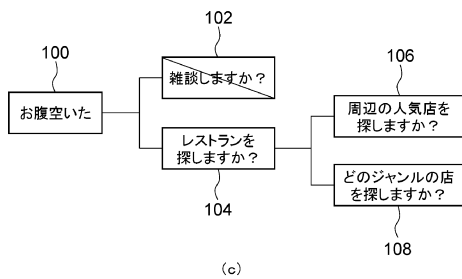 102
雑談しますか？
100
お腹空いた
レストランを
探しますか？
104
106
周辺の人気店を
探しますか？
どのジャンルの店
を探しますか？
108
(c)